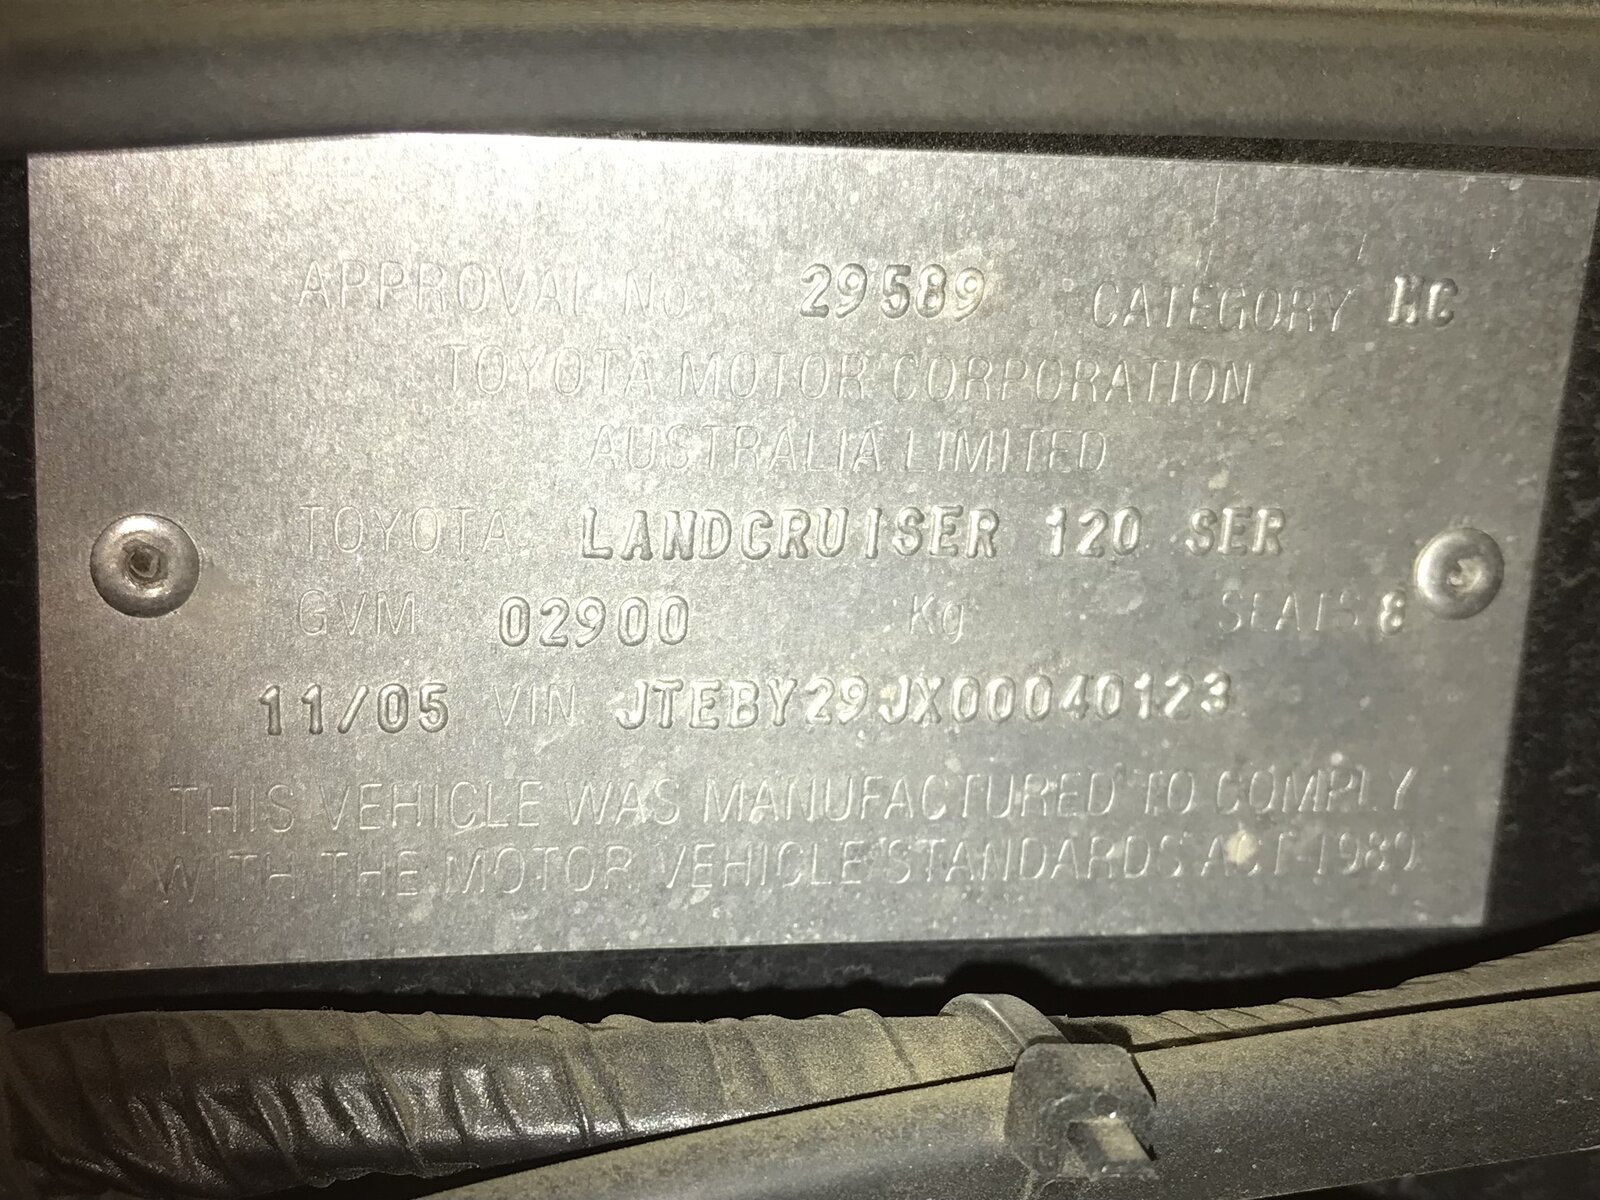 APPROVAL No 29589 CATEGORY MC
TOYOTA MOTOR CORPORATION
AUSTRALIA LIMITED
TOYOTA LANDCRUISER 120 SER
GVM 02900 Kg SEATS 8
11/05 VIN JTEBY29JX00040123
THIS VEHICLE WAS MANUFACTURED TO COMPLY
WITH THE MOTOR VEHICLE STANDARDS ACT 1989